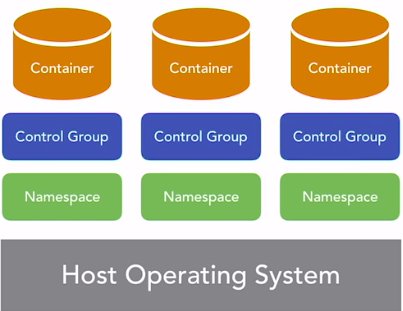 Container Container Container
Control Group Control Group Control Group
Namespace Namespace Namespace
Host Operating System